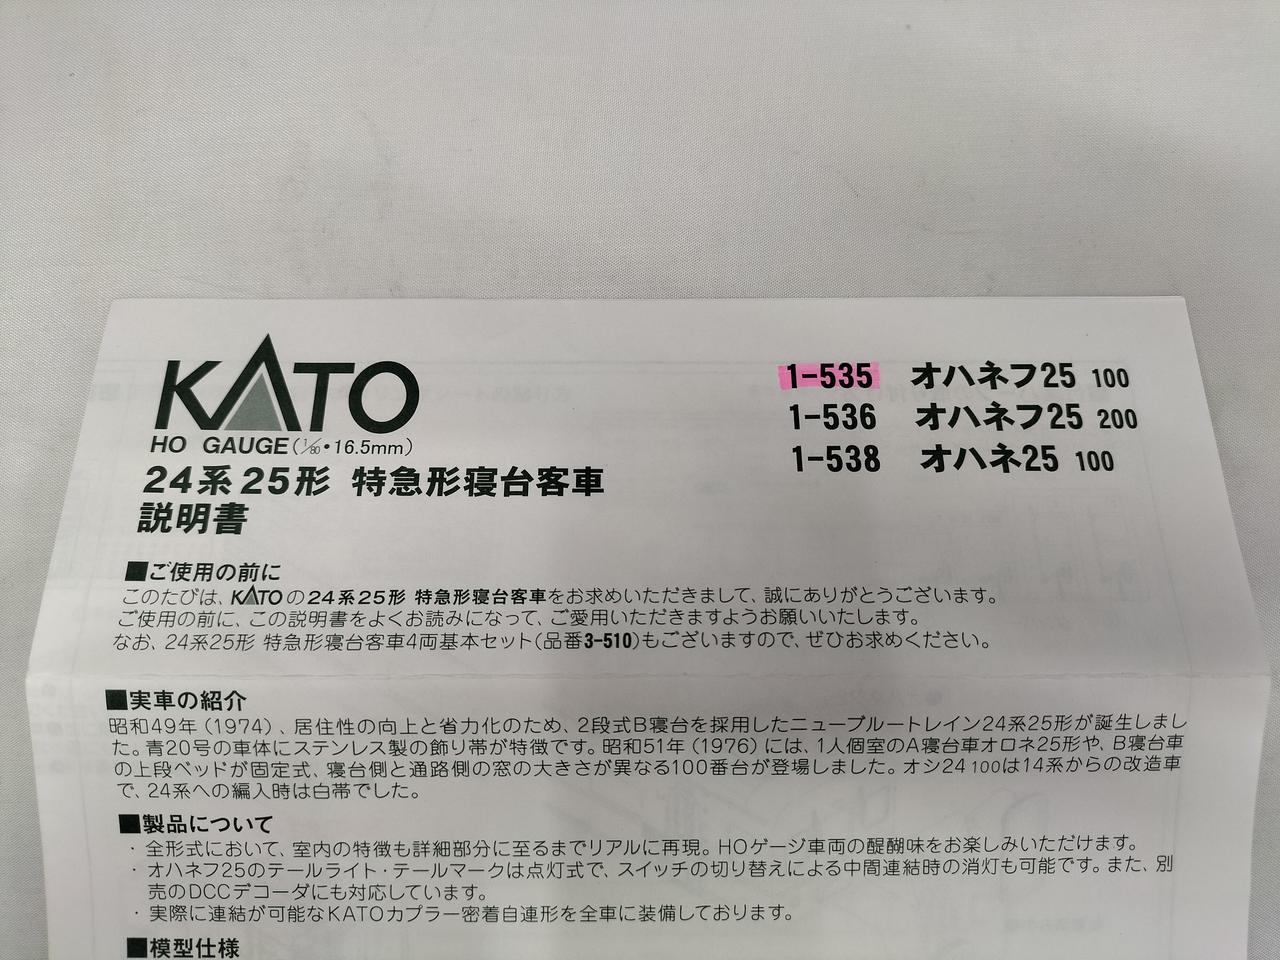 KATO
HO GAUGE(1/80・16.5mm)
24系25形 特急形寝台客車
説明書
1-535 オハネフ25 100
1-536 オハネフ25 200
1-538 オハネ25 100
■ご使用の前に
このたびは、KATOの24系25形 特急形寝台客車をお求めいただきまして、誠にありがとうございます。
ご使用の前に、この説明書をよくお読みになって、ご愛用いただきますようお願いいたします。
なお、24系25形 特急形寝台客車4両基本セット(品番3-510)もございますので、ぜひお求めください。
■実車の紹介
昭和49年(1974)、居住性の向上と省力化のため、2段式B寝台を採用したニューブルートレイン24系25形が誕生しまし
た。青20号の車体にステンレス製の飾り帯が特徴です。昭和51年(1976)には、1人個室のA寝台車オロネ25形や、B寝台車
の上段ベッドが固定式、寝台側と通路側の窓の大きさが異なる100番台が登場しました。オシ24 100は14系からの改造車
で、24系への編入時は白帯でした。
■製品について
・全形式において、室内の特徴も詳細部分に至るまでリアルに再現。HOゲージ車両の醍醐味をお楽しみいただけます。
・オハネフ25のテールライト・テールマークは点灯式で、スイッチの切り替えによる中間連結時の消灯も可能です。また、別
売のDCCデコーダにも対応しています。
・実際に連結が可能なKATOカプラー密着自連形を全車に装備しております。
■模型仕様